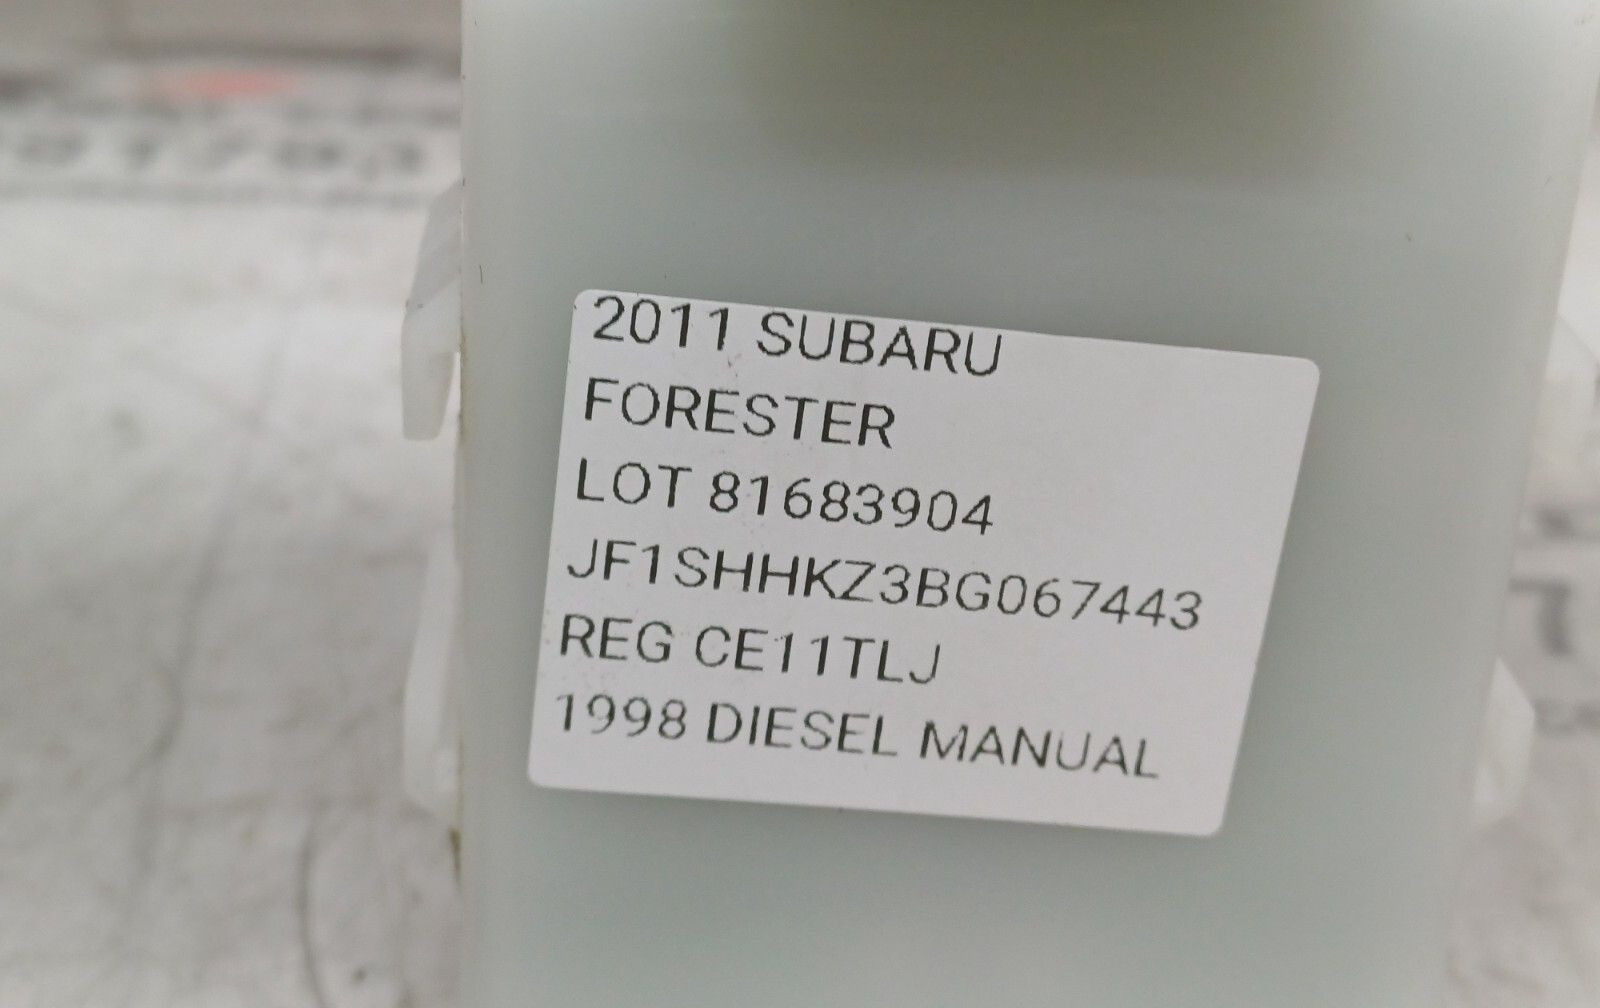 2011 SUBARU
FORESTER
LOT 81683904
JF1SHHKZ3BG067443
REG CE11TLJ
1998 DIESEL MANUAL